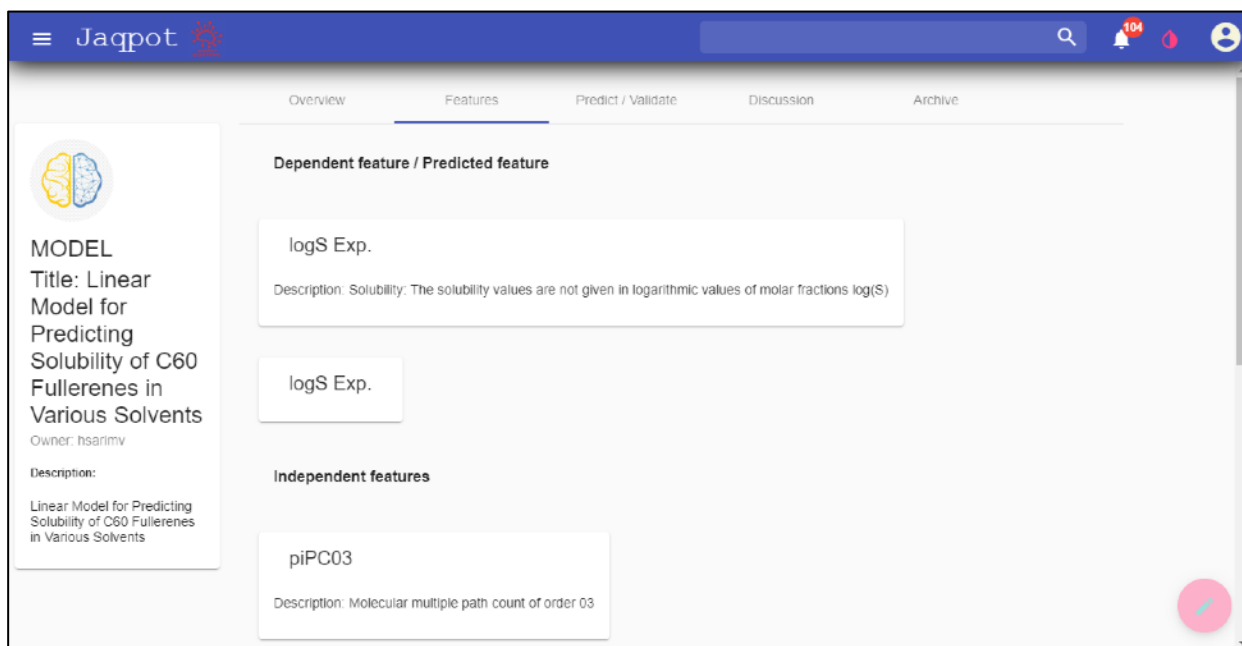 Jaqpot
104
Overview Features Predict / Validate Discussion Archive
MODEL
Title: Linear
Model for
Predicting
Solubility of C60
Fullerenes in
Various Solvents
Owner: hsarimv
Description:
Linear Model for Predicting
Solubility of C60 Fullerenes
in Various Solvents
Dependent feature / Predicted feature
logS Exp.
Description: Solubility: The solubility values are not given in logarithmic values of molar fractions log(S)
logS Exp.
Independent features
piPC03
Description: Molecular multiple path count of order 03